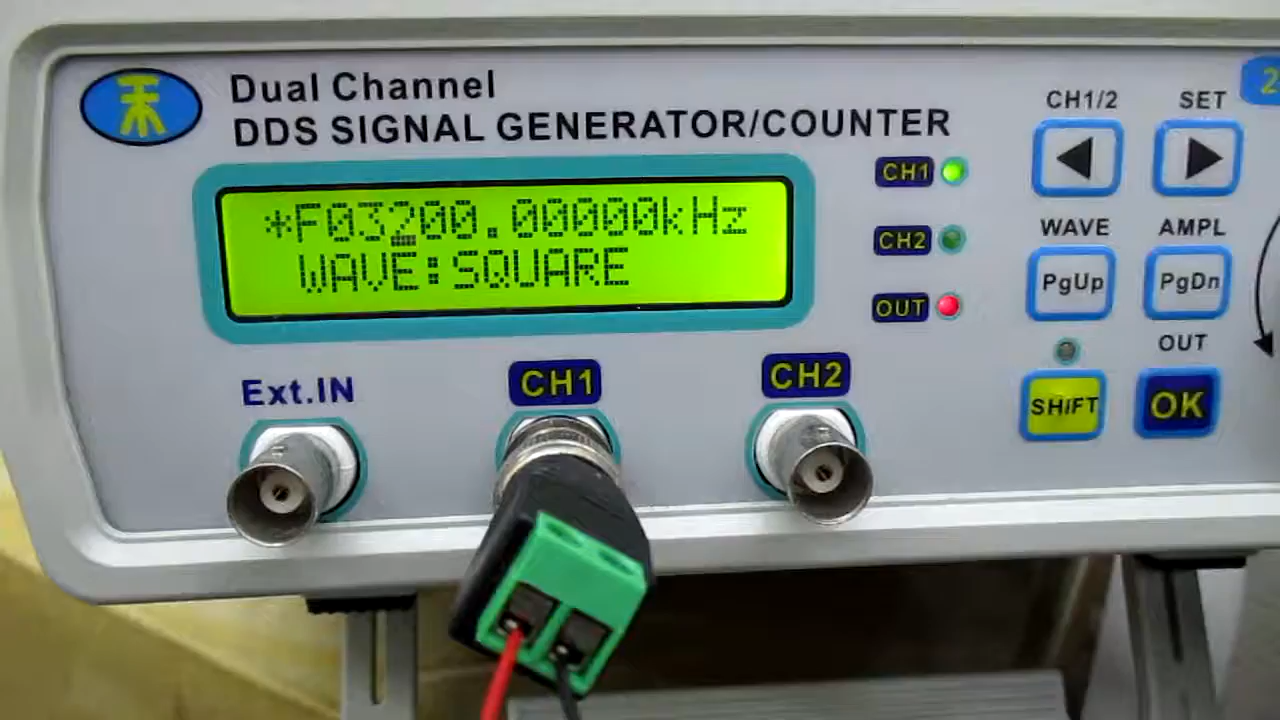 Dual Channel
DDS SIGNAL GENERATOR/COUNTER
2
*F03200.00000kHz
WAVE:SQUARE
CH1
CH2
OUT
CH1/2
SET
WAVE
AMPL
PgUp
PgDn
OUT
SHIFT
OK
Ext.IN
CH1
CH2